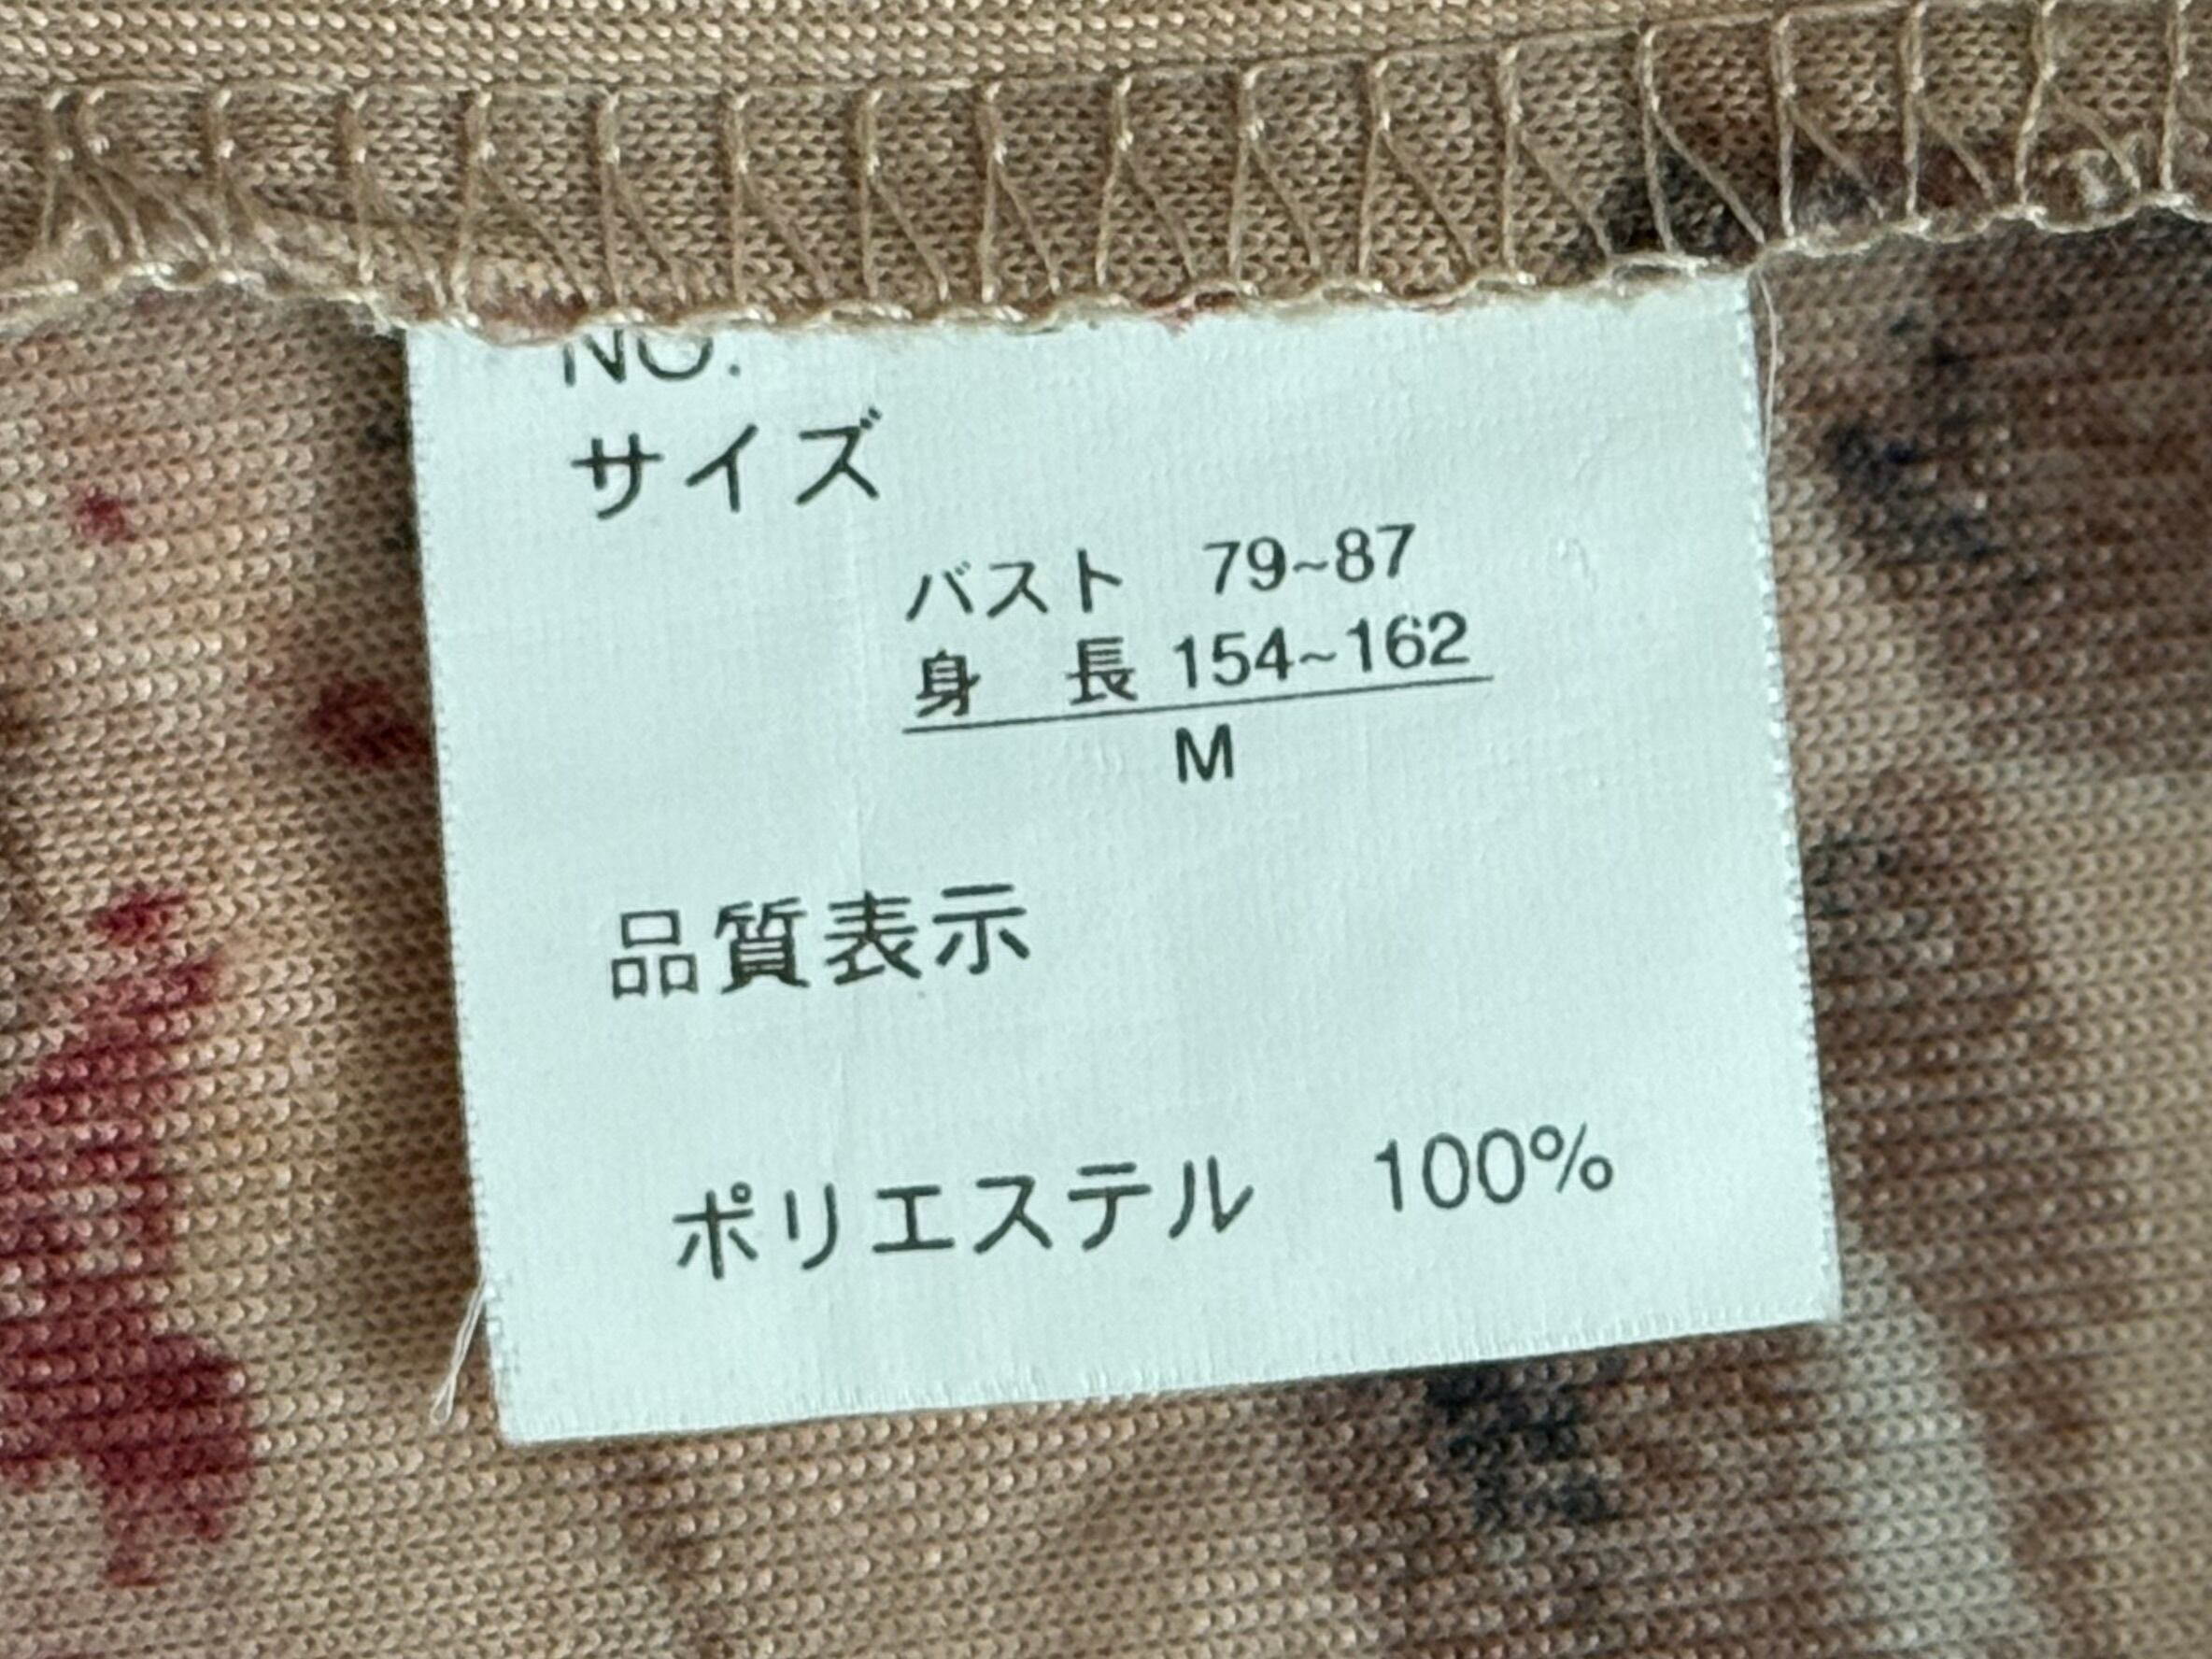 NO.
サイズ
バスト 79~87
身 長 154~162
M
品質表示
ポリエステル 100%